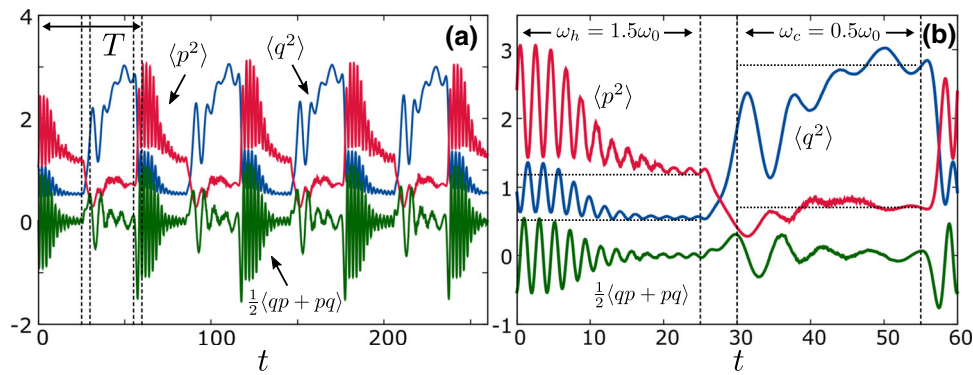 (a)
T
⟨p²⟩
⟨q²⟩
½⟨qp + pq⟩
4
2
0
-2
0
100
200
t
(b)
ω_h = 1.5ω₀
ω_c = 0.5ω₀
⟨p²⟩
⟨q²⟩
½⟨qp + pq⟩
3
2
1
0
-1
0
10
20
30
40
50
60
t